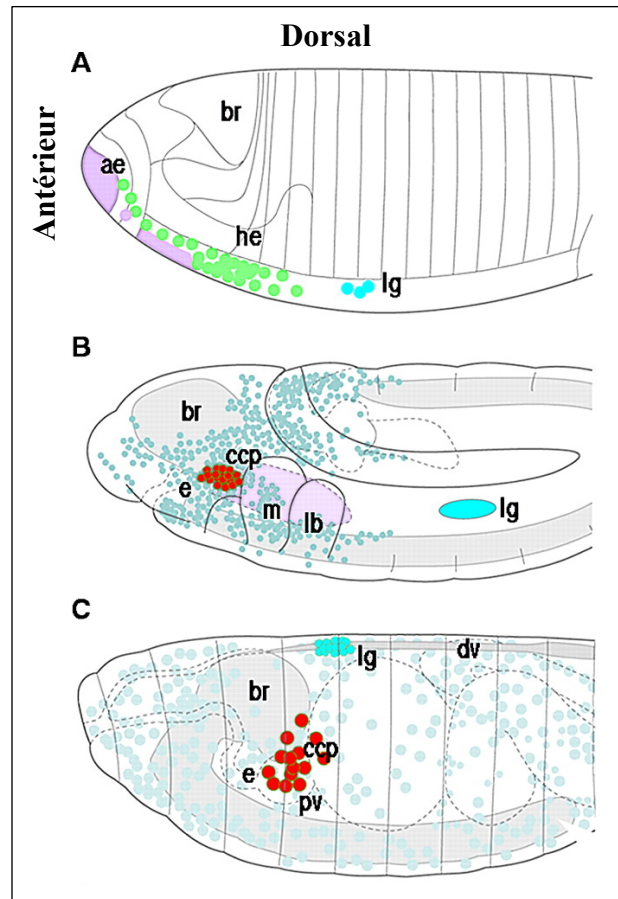 Dorsal
Antérieur
A
br
ae
he
lg
B
br
ccp
e
m
lb
lg
C
lg
dv
br
ccp
e
pv